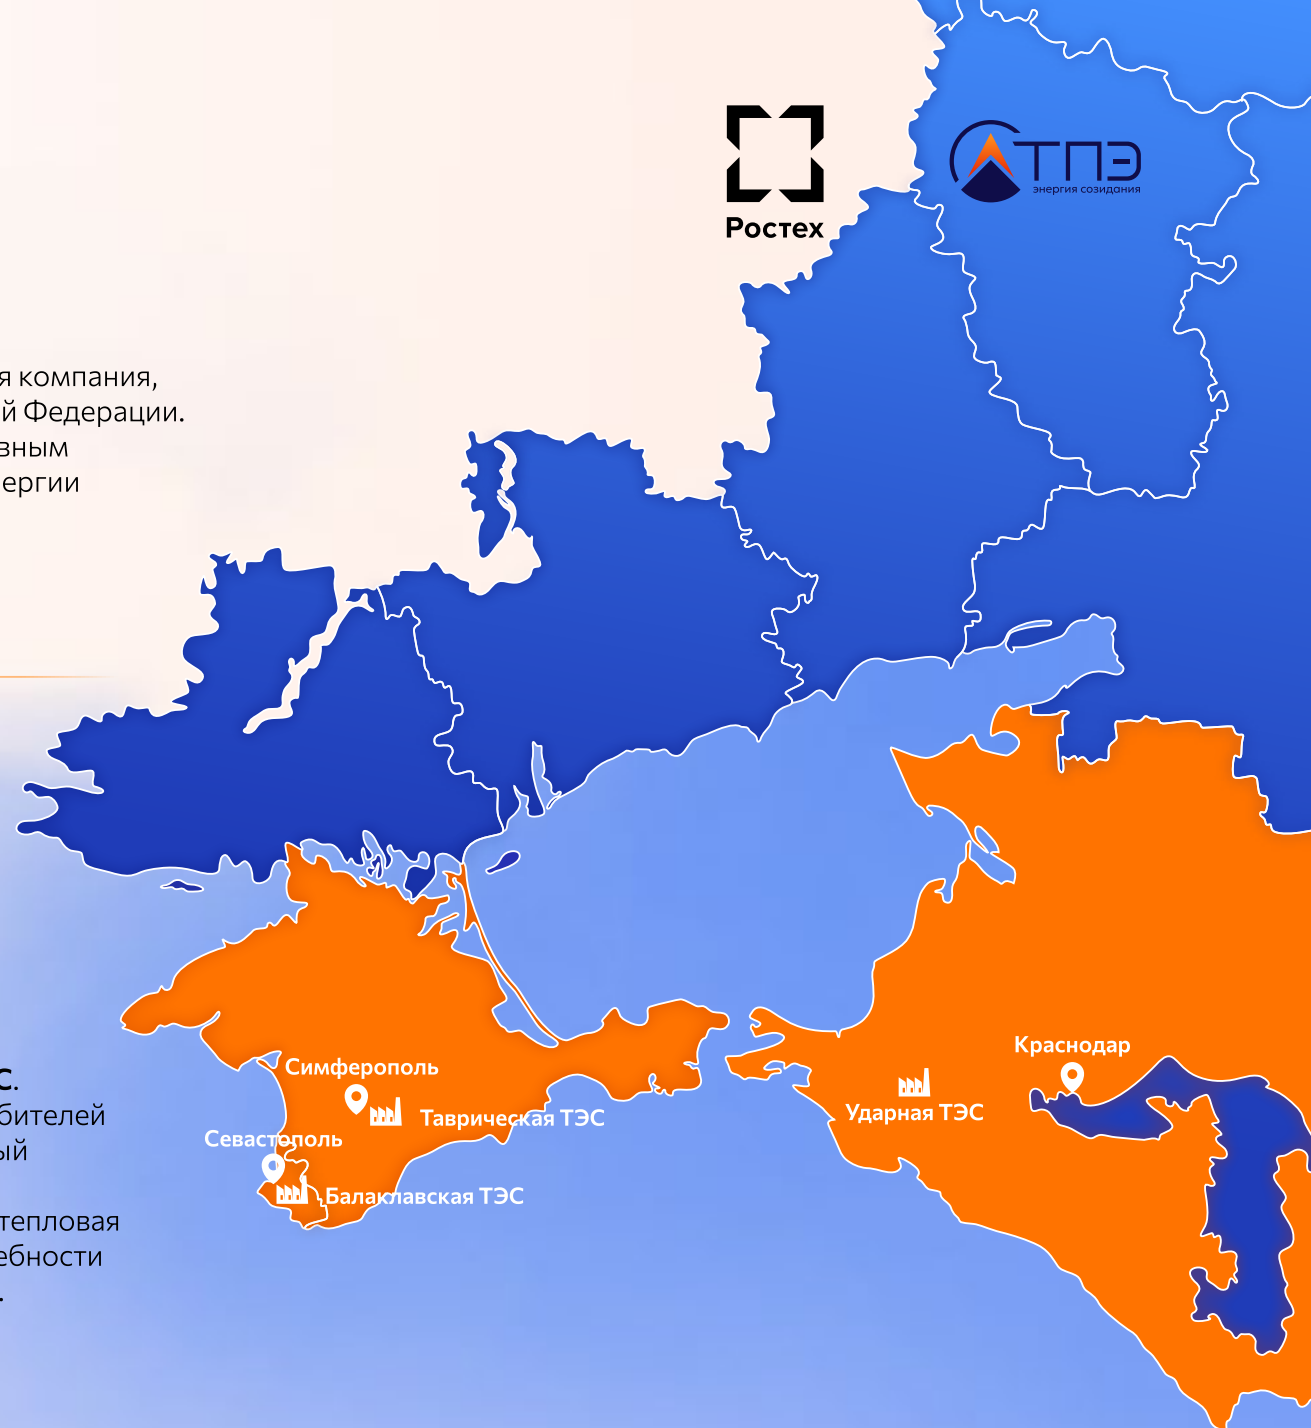 Ростех
ТПЭ
энергия созидания
я компания,
й Федерации.
вным
ергии
С.
бителей
ый
тепловая
ебности
.
Симферополь
Таврическая ТЭС
Севастополь
Балаклавская ТЭС
Краснодар
Ударная ТЭС